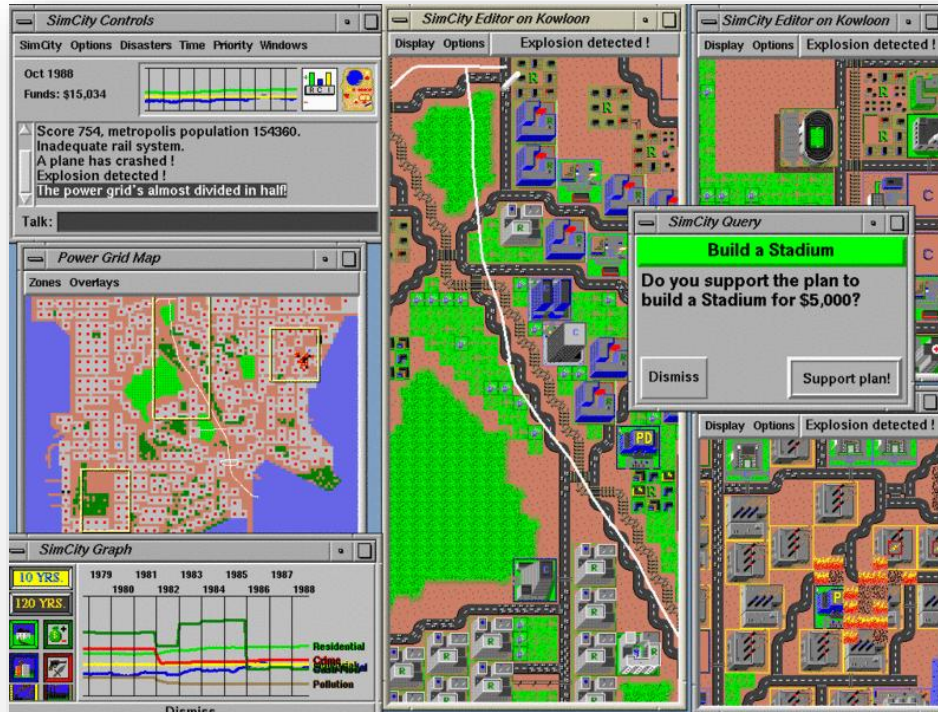 SimCity Controls
SimCity Options Disasters Time Priority Windows
Oct 1988
Funds: $15,034
R C I
Score 754, metropolis population 154360.
Inadequate rail system.
A plane has crashed !
Explosion detected !
The power grid's almost divided in half!
Talk:
Power Grid Map
Zones Overlays
SimCity Graph
10 YRS.
120 YRS.
1979 1981 1983 1985 1987
1980 1982 1984 1986 1988
Residential
Crime
Pollution
Dismiss
SimCity Editor on Kowloon
Display Options Explosion detected !
R
R
R
R
C
PD
R
R
R
R
R
R
R
R
SimCity Editor on Kowloon
Display Options Explosion detected !
R
C
C
SimCity Query
Build a Stadium
Do you support the plan to
build a Stadium for $5,000?
Dismiss
Support plan!
Display Options Explosion detected !
P